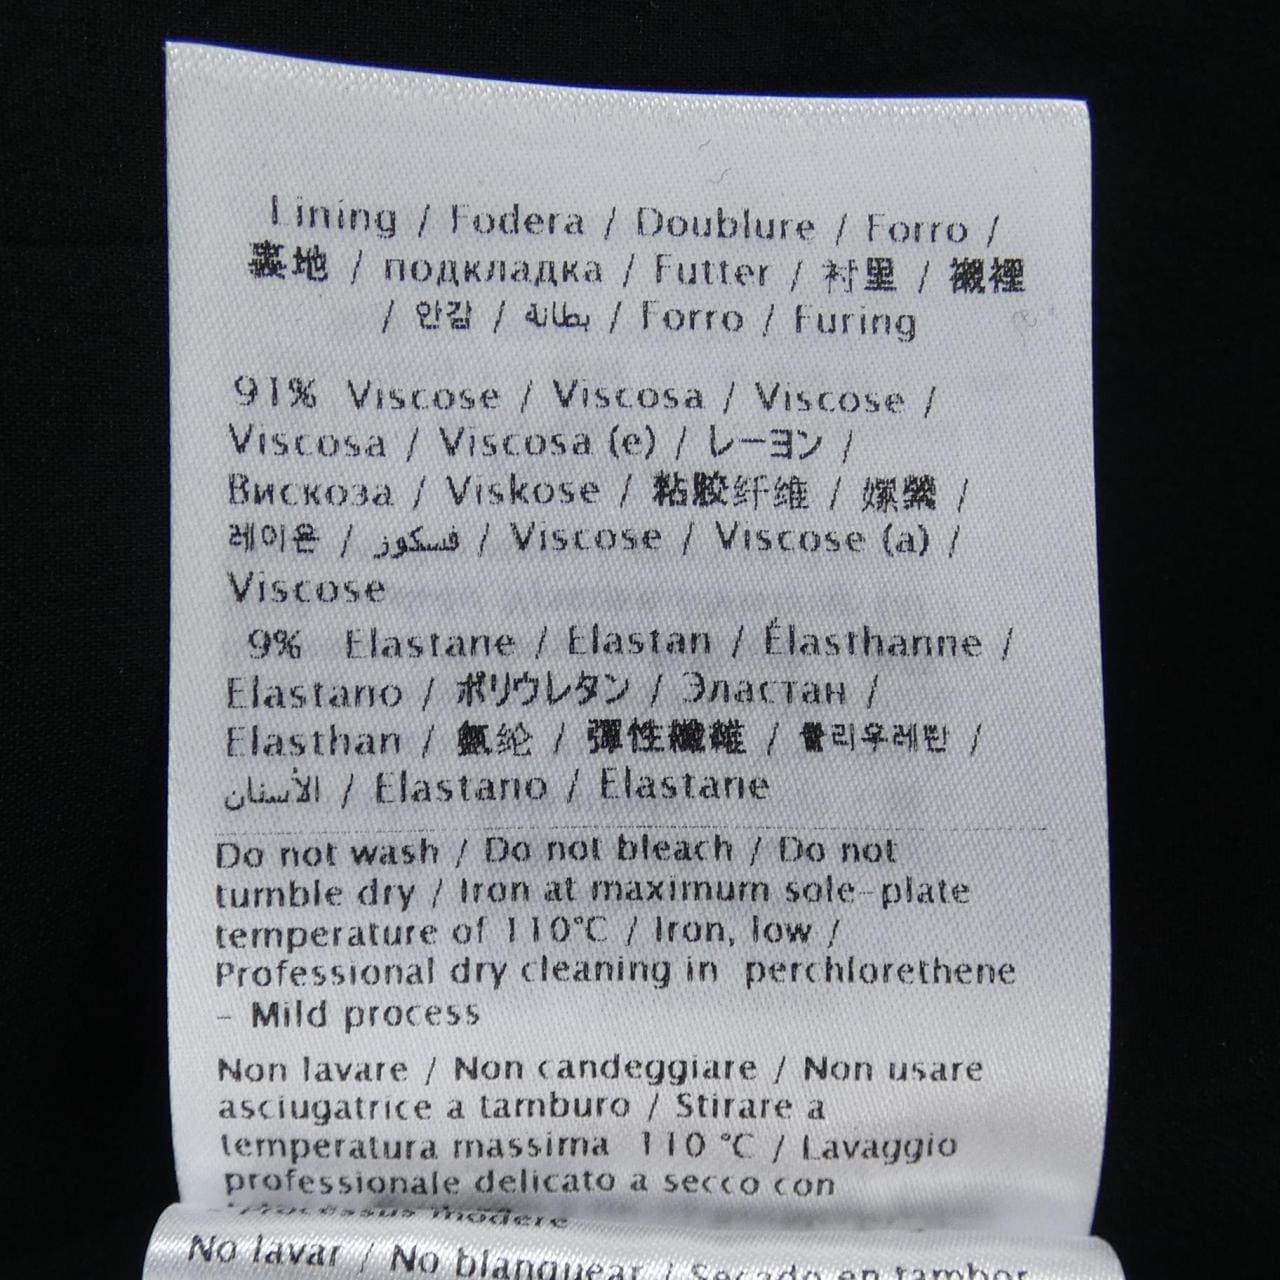 Lining / Fodera / Doublure / Forro /
裏地 / подкладка / Futter / 衬里 / 襯裡
/ 안감 / بطانة / Forro / Furing
91% Viscose / Viscosa / Viscose /
Viscosa / Viscosa (e) / レーヨン /
Вискоза / Viskose / 粘胶纤维 / 嫘縈 /
레이온 / فسكوز / Viscose / Viscose (a) /
Viscose
9% Elastane / Elastan / Élasthanne /
Elastano / ポリウレタン / Эластан /
Elasthan / 氨纶 / 彈性纖維 / 폴리우레탄 /
الأستان / Elastano / Elastane
Do not wash / Do not bleach / Do not
tumble dry / Iron at maximum sole-plate
temperature of 110°C / Iron, low /
Professional dry cleaning in perchlorethene
- Mild process
Non lavare / Non candeggiare / Non usare
asciugatrice a tamburo / Stirare a
temperatura massima 110 °C / Lavaggio
professionale delicato a secco con
No lavar / No blanquear / Secado en tambor